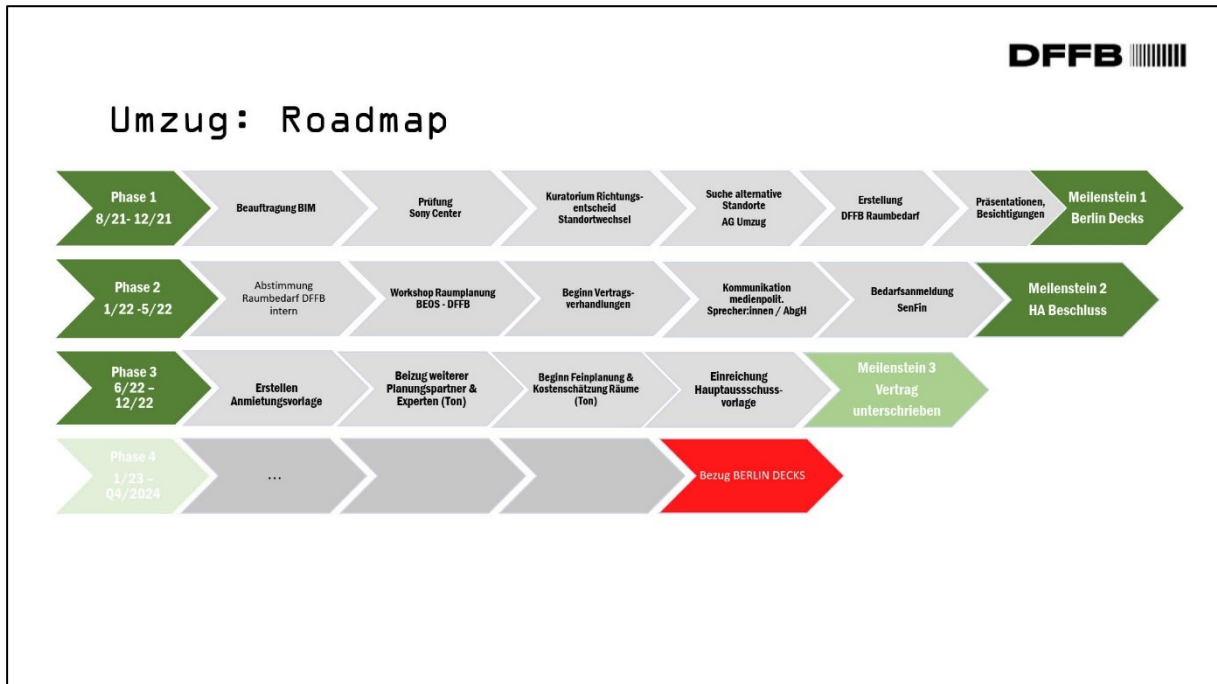 DFFB
Umzug: Roadmap
Phase 1
8/21- 12/21
Beauftragung BIM
Prüfung
Sony Center
Kuratorium Richtungs-
entscheid
Standortwechsel
Suche alternative
Standorte
AG Umzug
Erstellung
DFFB Raumbedarf
Präsentationen,
Besichtigungen
Meilenstein 1
Berlin Decks
Phase 2
1/22 -5/22
Abstimmung
Raumbedarf DFFB
intern
Workshop Raumplanung
BEOS - DFFB
Beginn Vertrags-
verhandlungen
Kommunikation
medienpolit.
Sprecher:innen / AbgH
Bedarfsanmeldung
SenFin
Meilenstein 2
HA Beschluss
Phase 3
6/22 –
12/22
Erstellen
Anmietungsvorlage
Beizug weiterer
Planungspartner &
Experten (Ton)
Beginn Feinplanung &
Kostenschätzung Räume
(Ton)
Einreichung
Hauptaussschuss-
vorlage
Meilenstein 3
Vertrag
unterschrieben
Phase 4
1/23 –
Q4/2024
...
Bezug BERLIN DECKS